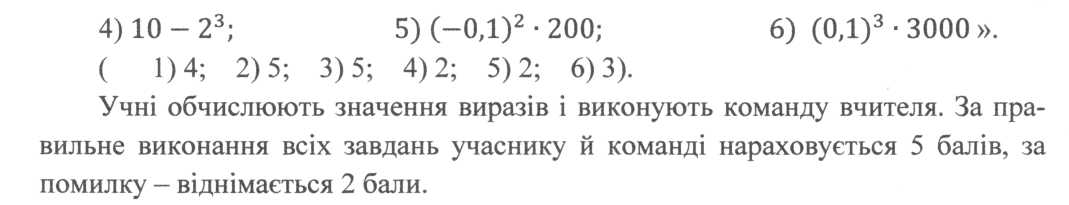 4) 10 − 2³; 5) (−0,1)² · 200; 6) (0,1)³ · 3000 ».
( 1) 4; 2) 5; 3) 5; 4) 2; 5) 2; 6) 3).
Учні обчислюють значення виразів і виконують команду вчителя. За пра-
вильне виконання всіх завдань учаснику й команді нараховується 5 балів, за
помилку – віднімається 2 бали.